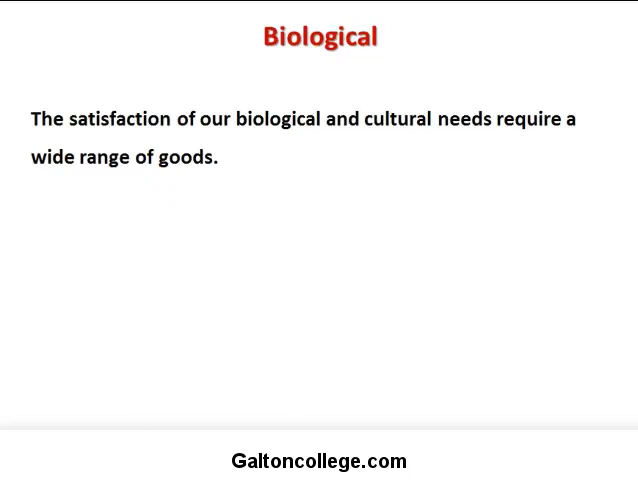 Biological
The satisfaction of our biological and cultural needs require a
wide range of goods.
Galtoncollege.com